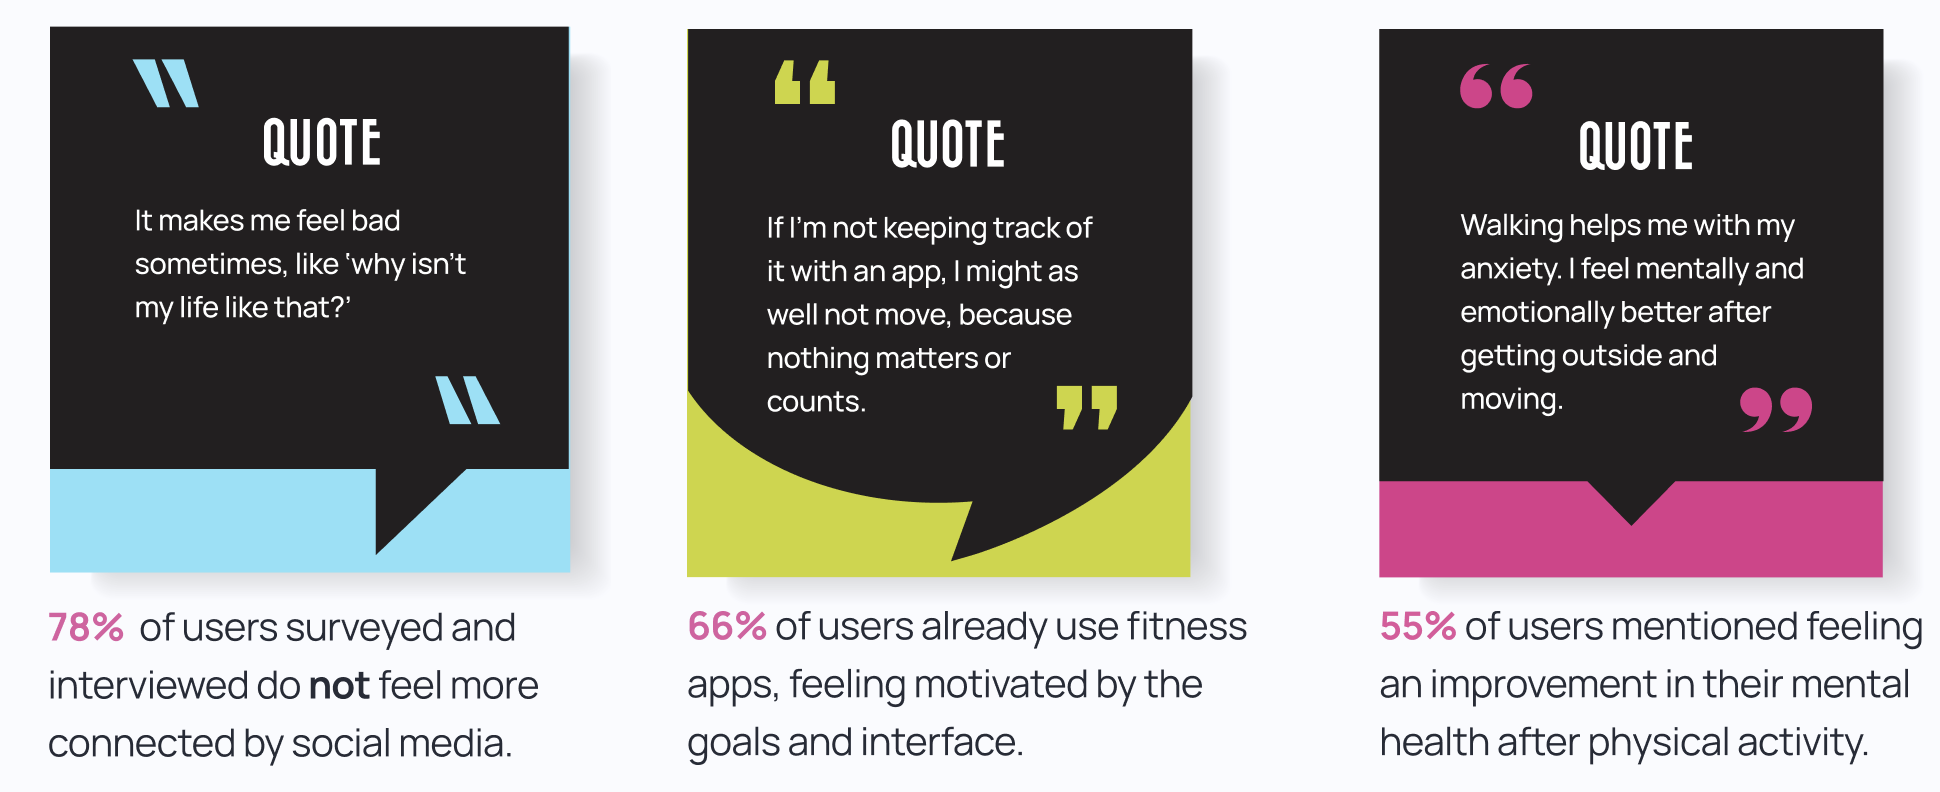 QUOTE
It makes me feel bad
sometimes, like ‘why isn’t
my life like that?’
78% of users surveyed and
interviewed do not feel more
connected by social media.
QUOTE
If I’m not keeping track of
it with an app, I might as
well not move, because
nothing matters or
counts.
66% of users already use fitness
apps, feeling motivated by the
goals and interface.
QUOTE
Walking helps me with my
anxiety. I feel mentally and
emotionally better after
getting outside and
moving.
55% of users mentioned feeling
an improvement in their mental
health after physical activity.